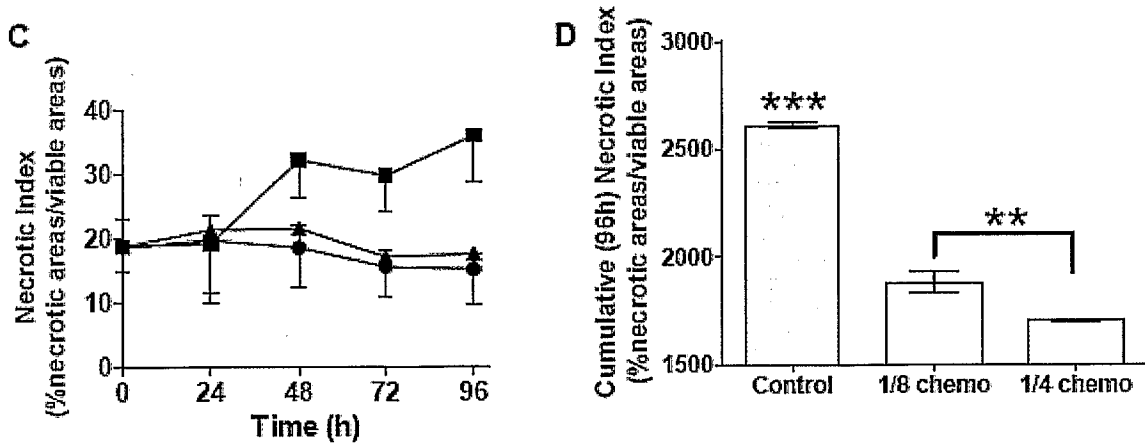 C
Necrotic Index
(%necrotic areas/viable areas)
40
30
20
10
0
0 24 48 72 96
Time (h)
D
Cumulative (96h) Necrotic Index
(%necrotic areas/viable areas)
3000
2500
2000
1500
***
**
Control 1/8 chemo 1/4 chemo